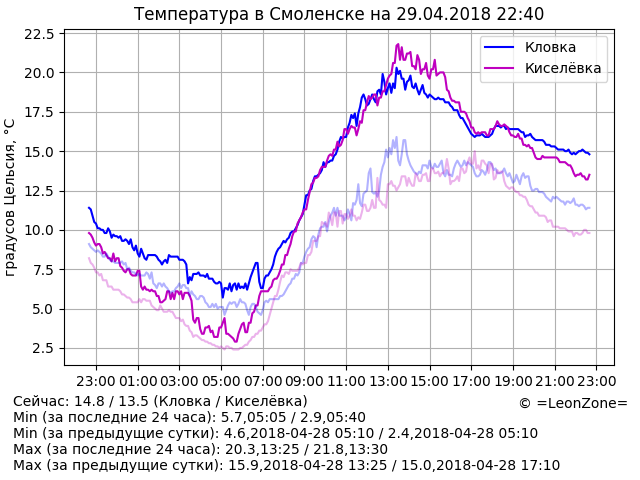 Температура в Смоленске на 29.04.2018 22:40
22.5
20.0
17.5
15.0
12.5
10.0
7.5
5.0
2.5
градусов Цельсия, °C
Кловка
Киселёвка
23:00 01:00 03:00 05:00 07:00 09:00 11:00 13:00 15:00 17:00 19:00 21:00 23:00
Сейчас: 14.8 / 13.5 (Кловка / Киселёвка)
© =LeonZone=
Min (за последние 24 часа): 5.7,05:05 / 2.9,05:40
Min (за предыдущие сутки): 4.6,2018-04-28 05:10 / 2.4,2018-04-28 05:10
Max (за последние 24 часа): 20.3,13:25 / 21.8,13:30
Max (за предыдущие сутки): 15.9,2018-04-28 13:25 / 15.0,2018-04-28 17:10